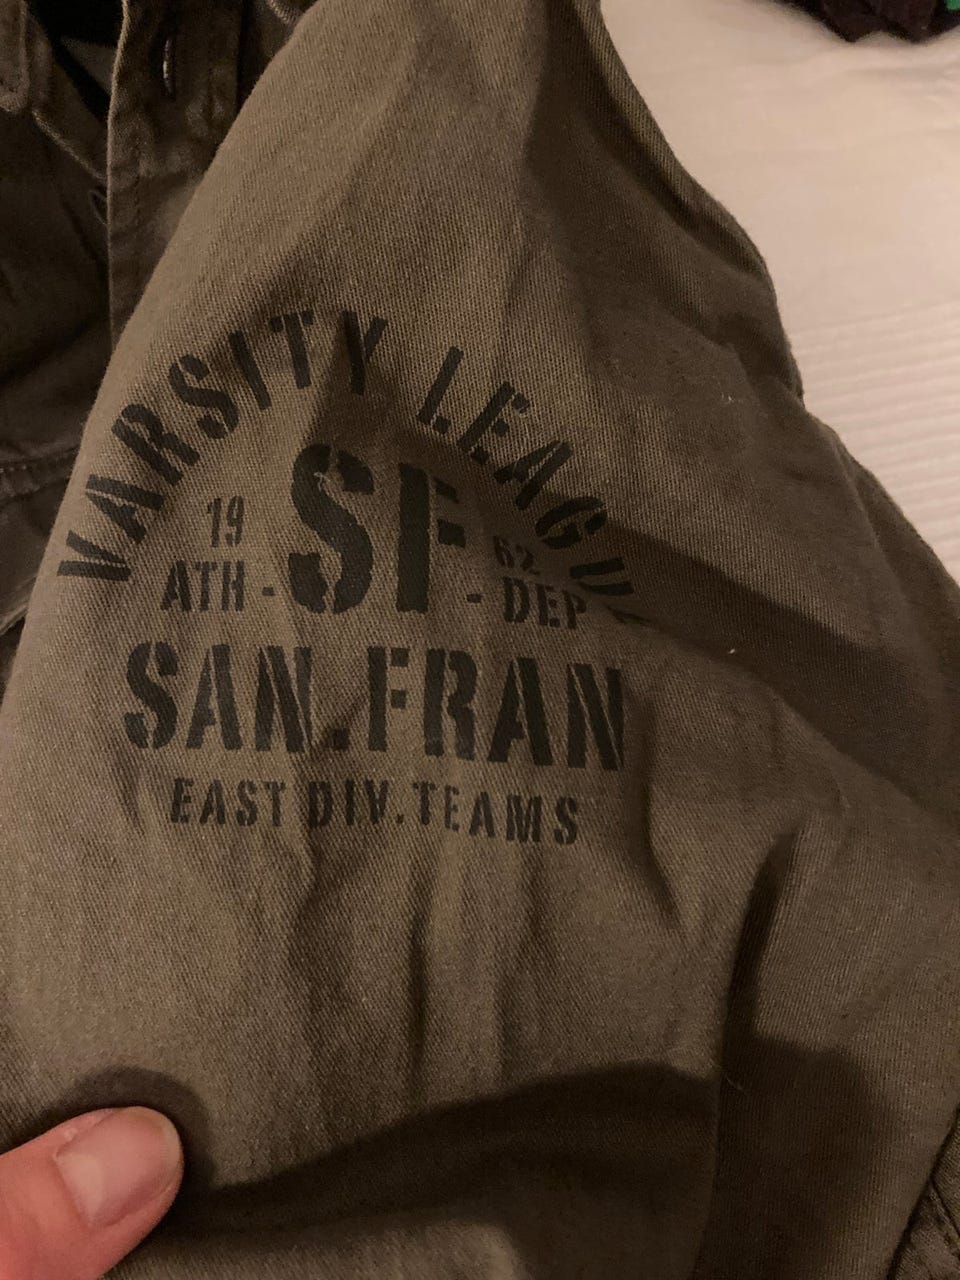 VARSITY LEAGUE
19 SF 62
ATH - - DEP
SAN.FRAN
EAST DIV.TEAMS